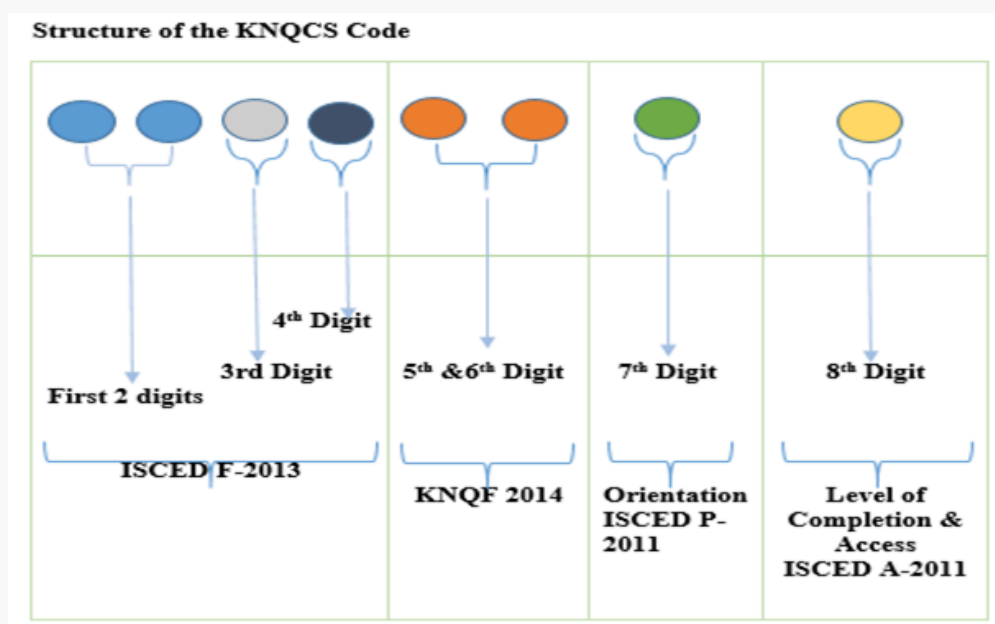 Structure of the KNQCS Code
4th Digit
First 2 digits
3rd Digit
5th &6th Digit
7th Digit
8th Digit
ISCED F-2013
KNQF 2014
Orientation
ISCED P-
2011
Level of
Completion &
Access
ISCED A-2011